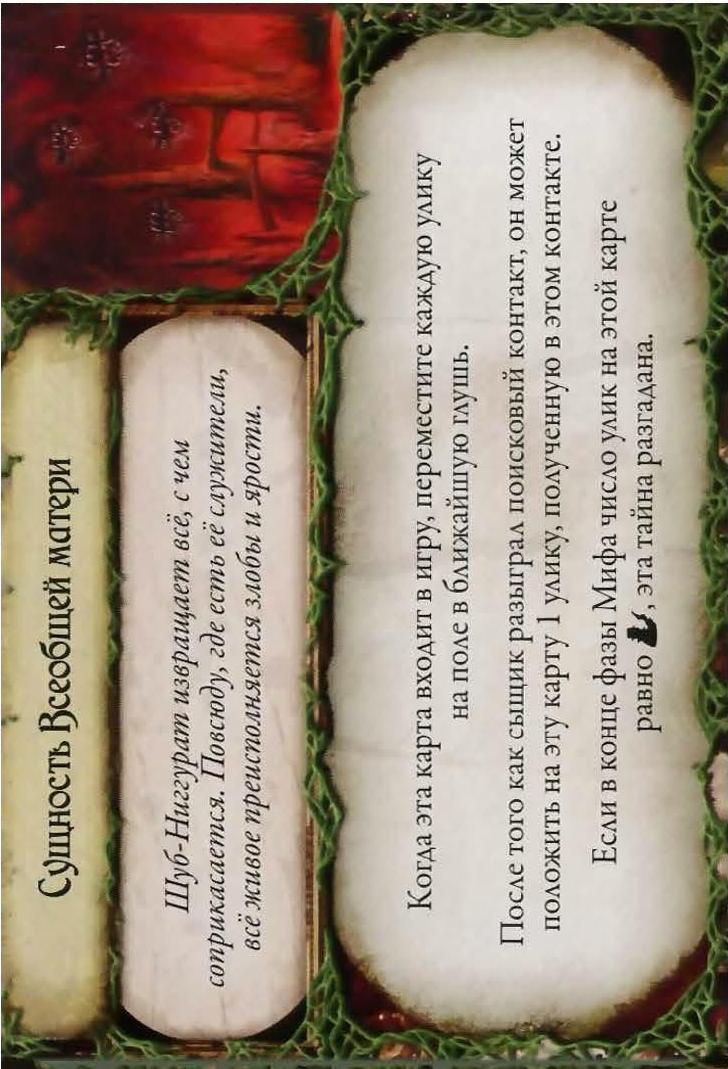 Сущность Всеобщей матери
Шуб-Ниггурат извращает всё, с чем
соприкасается. Повсюду, где есть её служители,
всё живое преисполняется злобы и ярости.
Когда эта карта входит в игру, переместите каждую улику
на поле в ближайшую глушь.
После того как сыщик разыграл поисковый контакт, он может
положить на эту карту 1 улику, полученную в этом контакте.
Если в конце фазы Мифа число улик на этой карте
равно , эта тайна разгадана.